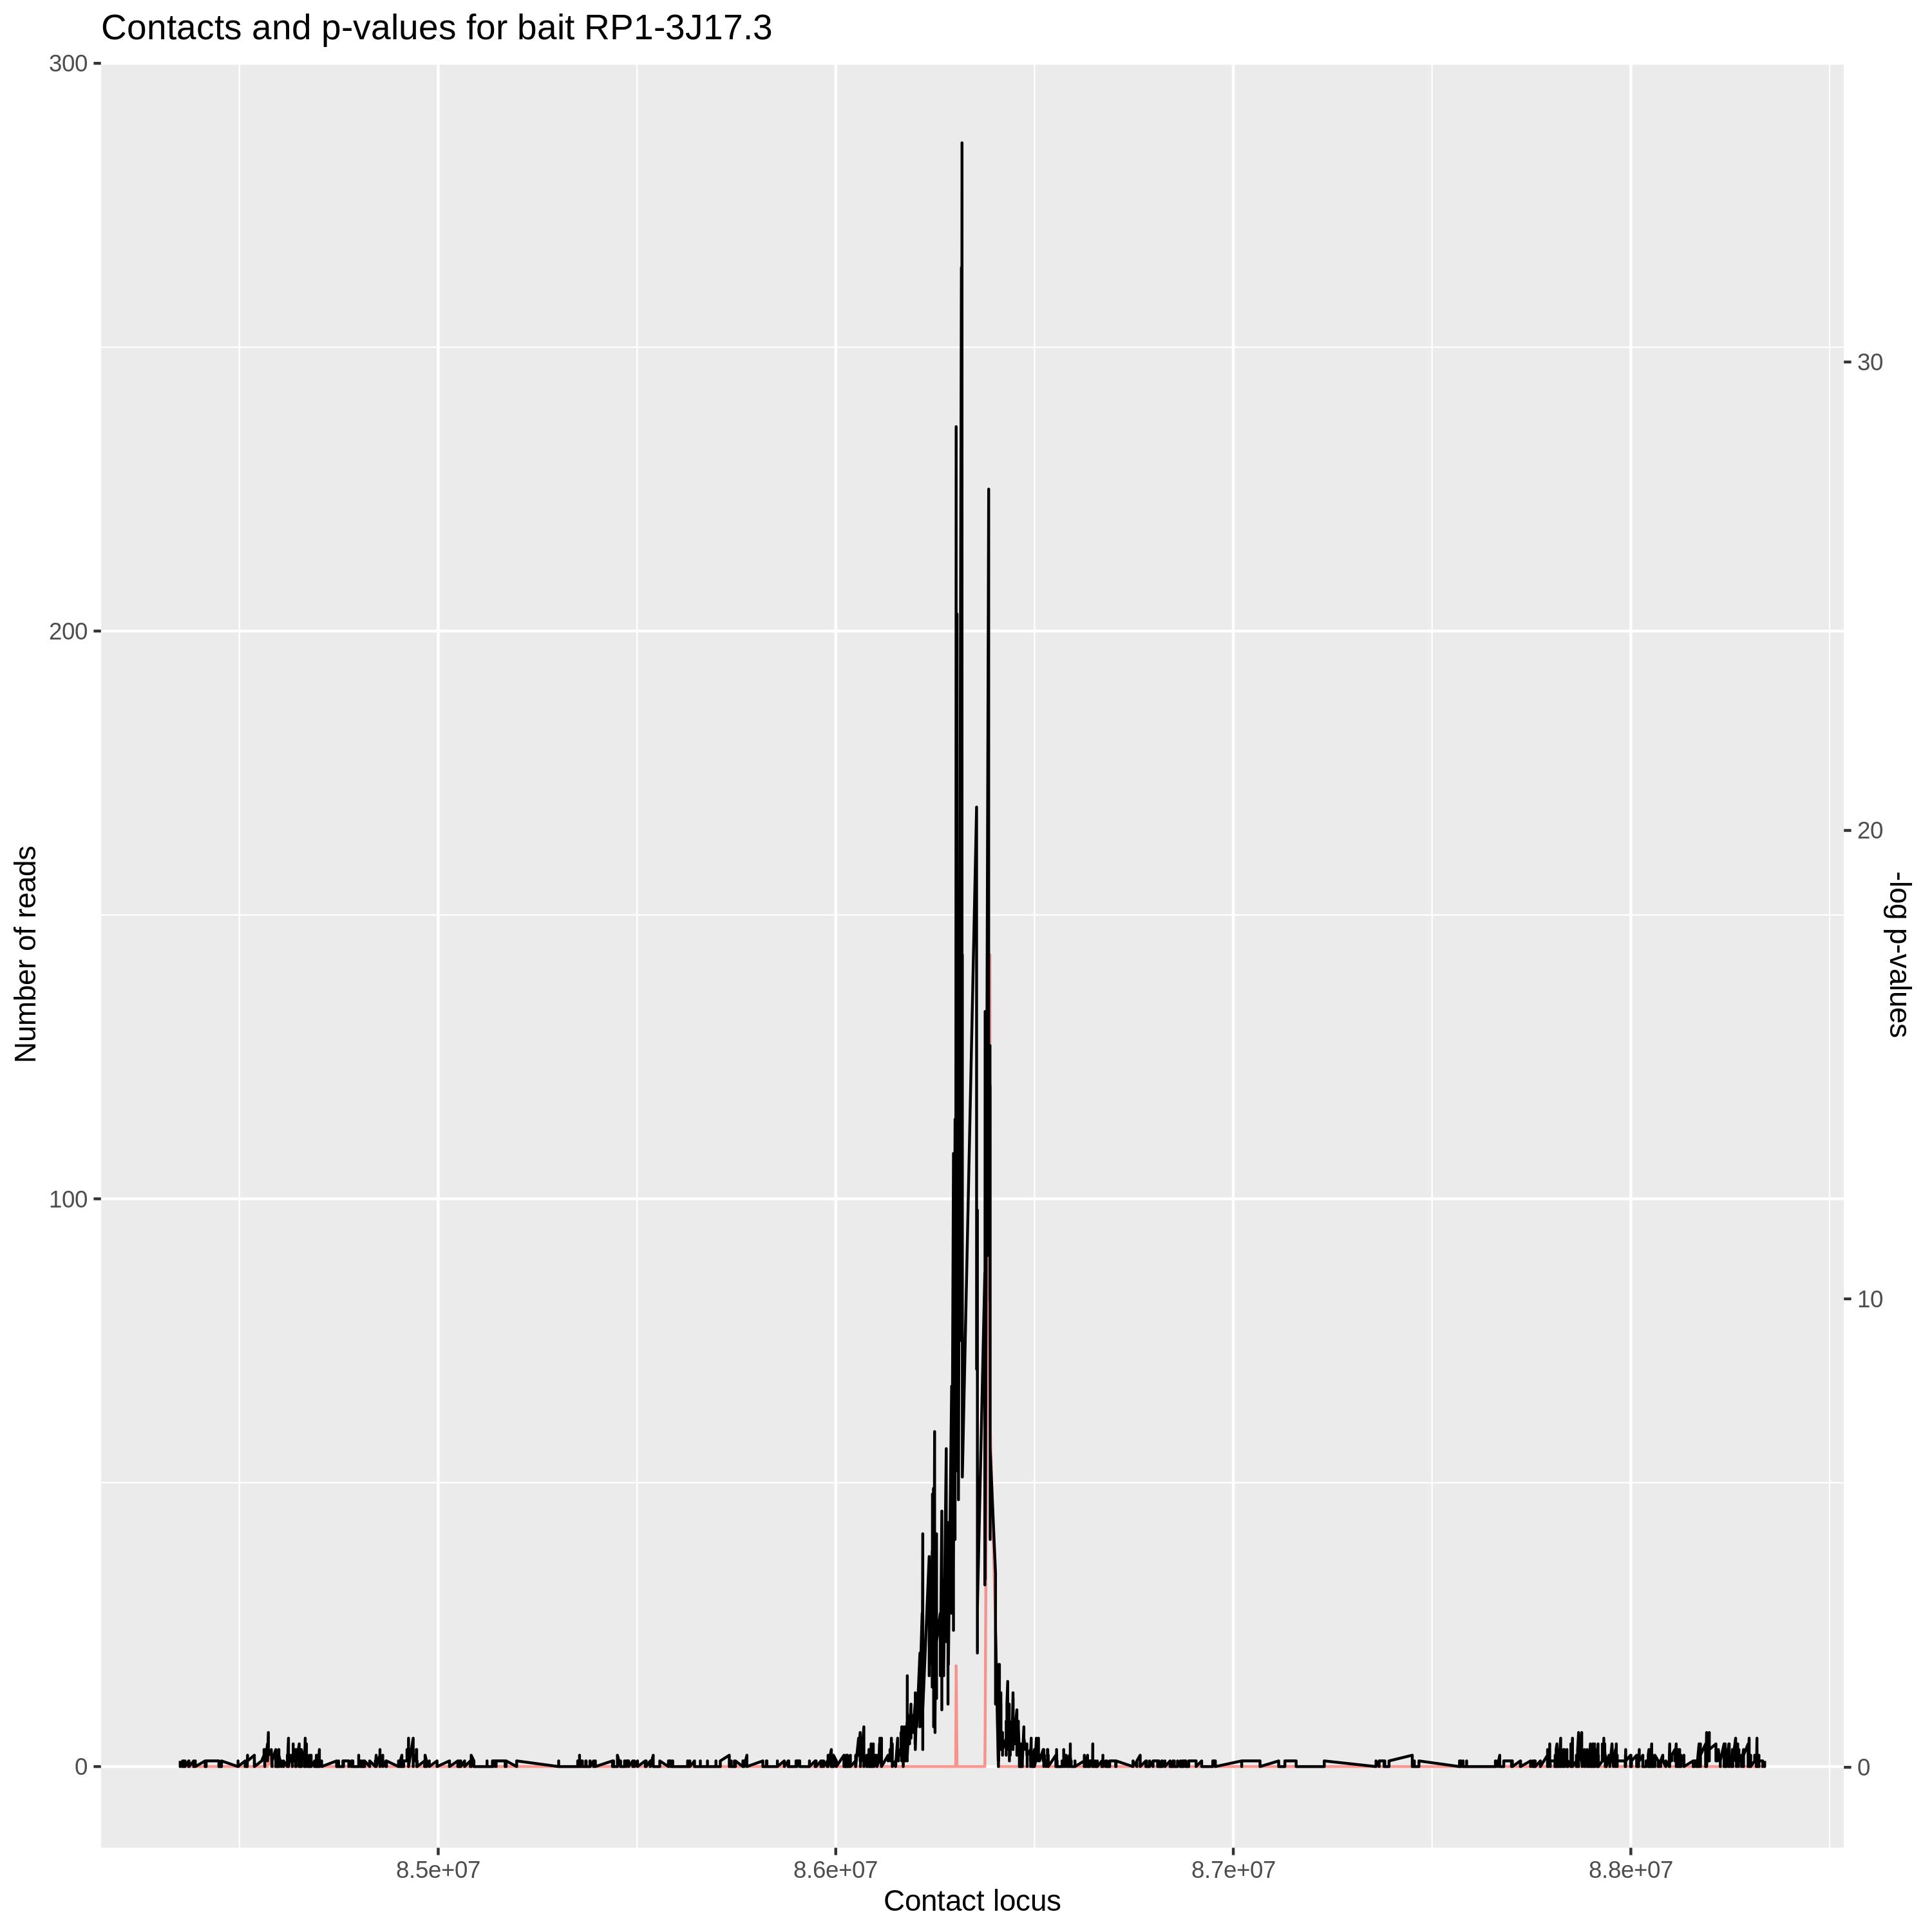 Contacts and p-values for bait RP1-3J17.3
300
200
100
0
Number of reads
30
20
10
0
-log p-values
8.5e+07
8.6e+07
8.7e+07
8.8e+07
Contact locus